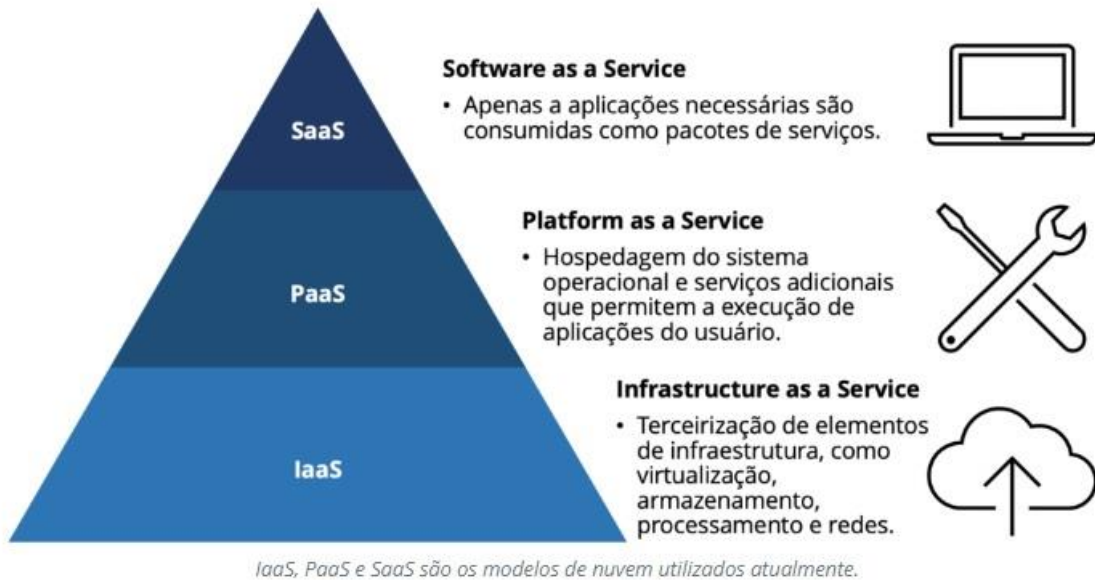 Software as a Service
• Apenas a aplicações necessárias são
consumidas como pacotes de serviços.
SaaS
Platform as a Service
• Hospedagem do sistema
operacional e serviços adicionais
que permitem a execução de
aplicações do usuário.
PaaS
Infrastructure as a Service
• Terceirização de elementos
de infraestrutura, como
virtualização,
armazenamento,
processamento e redes.
IaaS
IaaS, PaaS e SaaS são os modelos de nuvem utilizados atualmente.